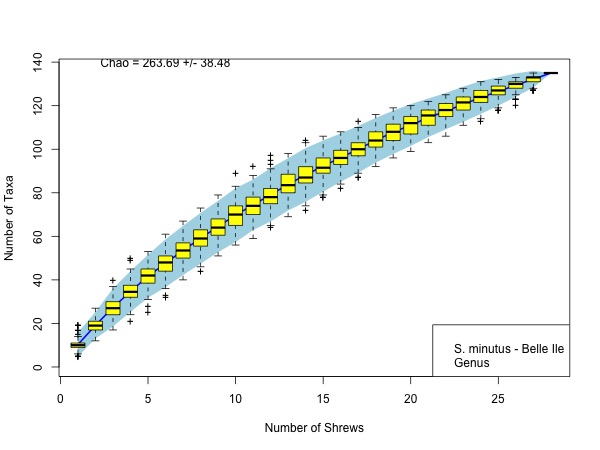 Chao = 263.69 +/- 38.48
140
120
100
80
60
40
20
0
Number of Taxa
S. minutus - Belle Ile
Genus
0 5 10 15 20 25
Number of Shrews